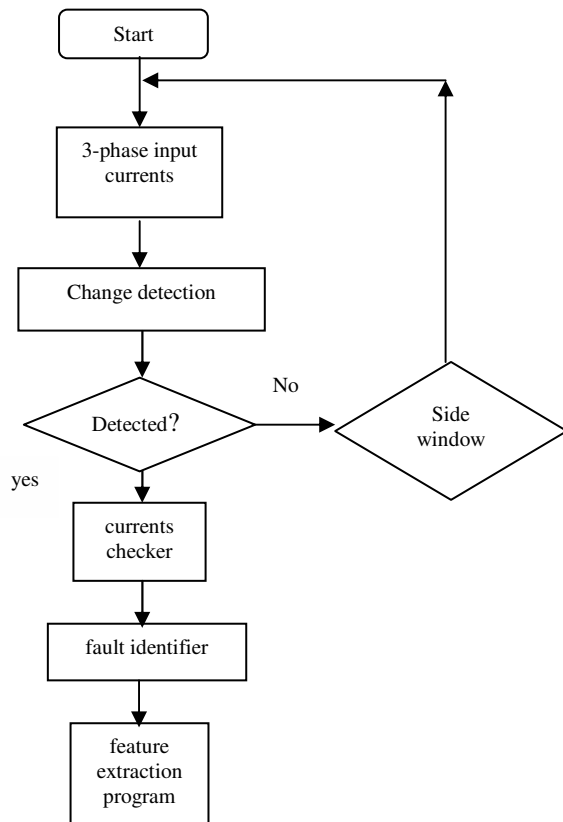 Start
3-phase input
currents
Change detection
No
Detected?
Side
window
yes
currents
checker
fault identifier
feature
extraction
program